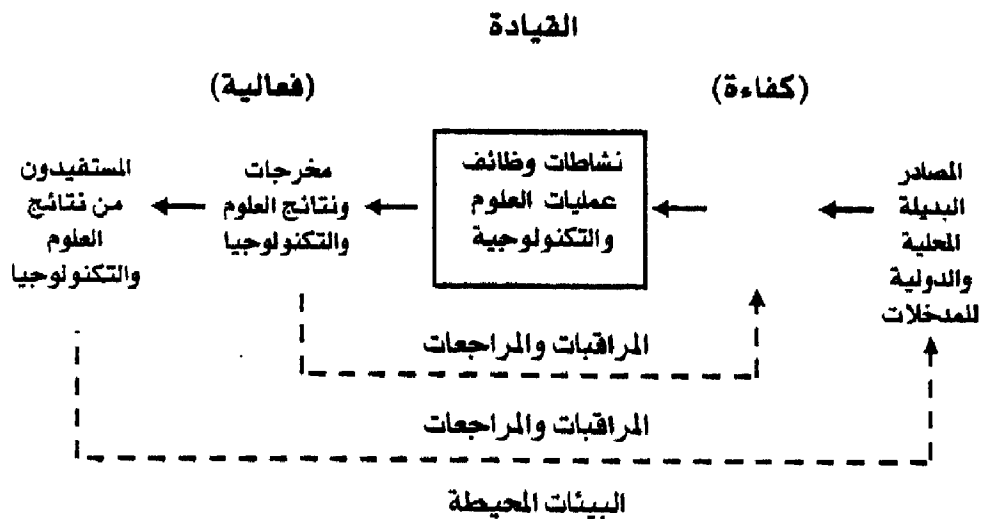 القيادة
(كفاءة)
(فعالية)
المصادر
البديلة
المحلية
والدولية
للمدخلات
نشاطات وظائف
عمليات العلوم
والتكنولوجية
مخرجات
ونتائج العلوم
والتكنولوجيا
المستفيدون
من نتائج
العلوم
والتكنولوجيا
المراقبات والمراجعات
المراقبات والمراجعات
البيئات المحيطة